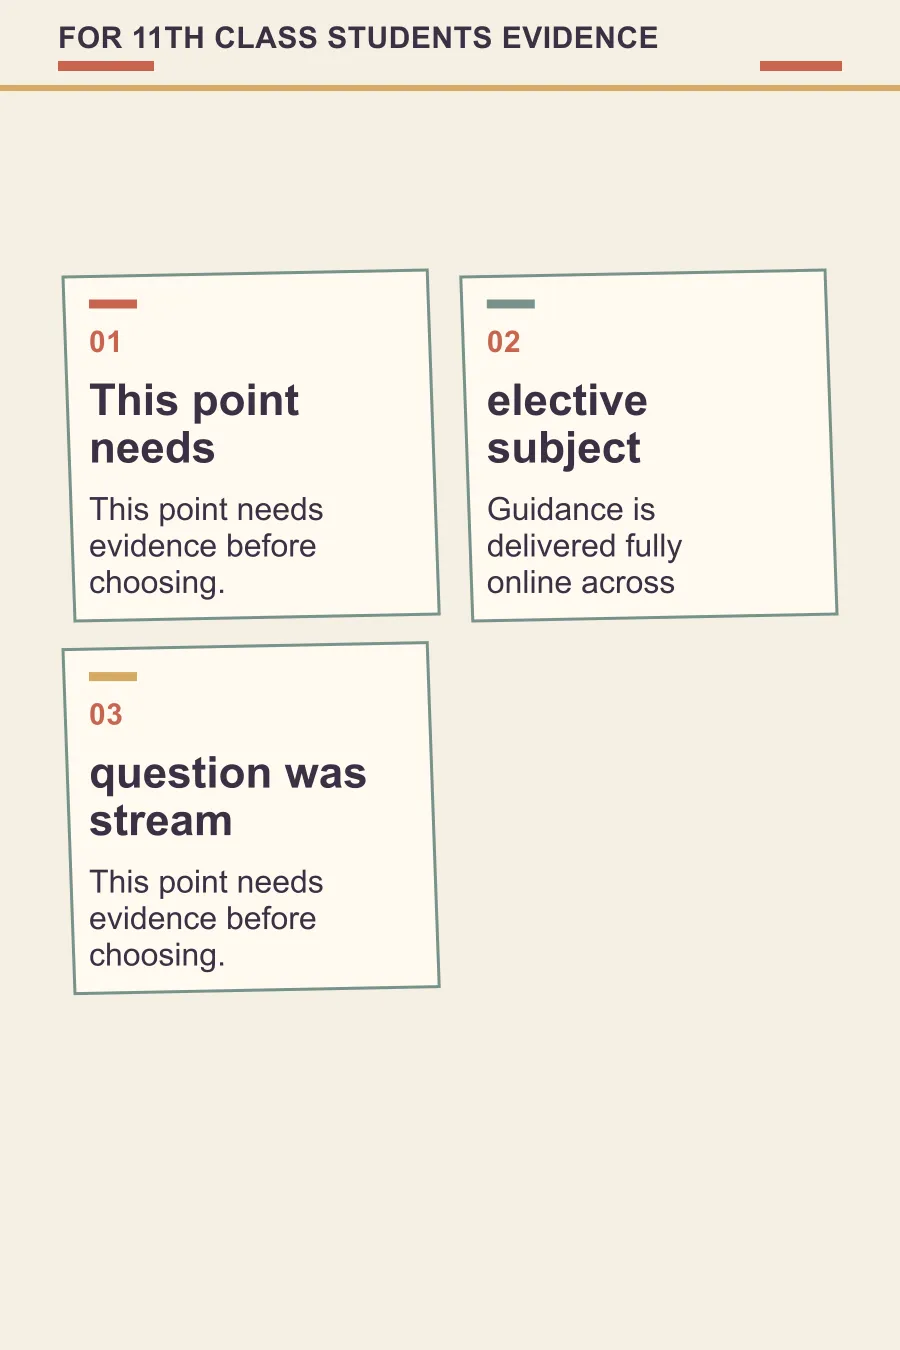 FOR 11TH CLASS STUDENTS EVIDENCE
01
This point
needs
This point needs
evidence before
choosing.
02
elective
subject
Guidance is
delivered fully
online across
03
question was
stream
This point needs
evidence before
choosing.